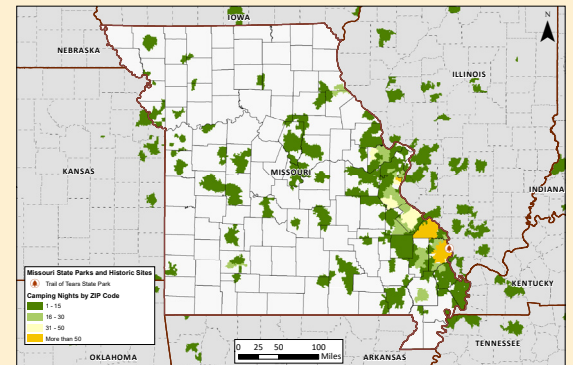 IOWA
N
NEBRASKA
ILLINOIS
KANSAS
MISSOURI
INDIANA
Missouri State Parks and Historic Sites
Trail of Tears State Park
Camping Nights by ZIP Code
1 - 15
16 - 30
31 - 50
More than 50
KENTUCKY
0 25 50 100
Miles
OKLAHOMA
ARKANSAS
TENNESSEE